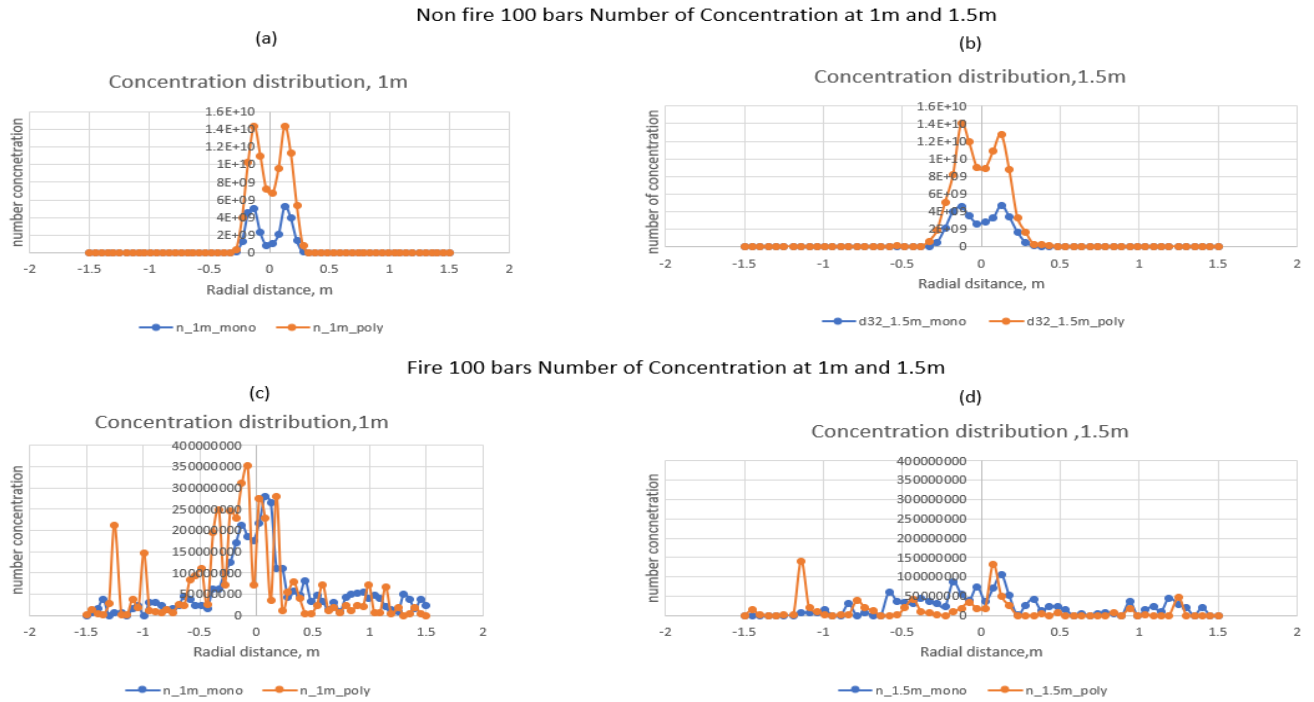 Non fire 100 bars Number of Concentration at 1m and 1.5m
(a)
Concentration distribution, 1m
number concnetration
1.6E+10
1.4E+10
1.2E+10
1E+10
8E+09
6E+09
4E+09
2E+09
0
-2
-1.5
-1
-0.5
0
0.5
1
1.5
2
Radial distance, m
n_1m_mono
n_1m_poly
(b)
Concentration distribution,1.5m
number of concentration
1.6E+10
1.4E+10
1.2E+10
1E+10
8E+09
6E+09
4E+09
2E+09
0
-2
-1.5
-1
-0.5
0
0.5
1
1.5
2
Radial dsitance, m
d32_1.5m_mono
d32_1.5m_poly
Fire 100 bars Number of Concentration at 1m and 1.5m
(c)
Concentration distribution,1m
number concentration
400000000
350000000
300000000
250000000
200000000
150000000
100000000
50000000
0
-2
-1.5
-1
-0.5
0
0.5
1
1.5
2
Radial distance, m
n_1m_mono
n_1m_poly
(d)
Concentration distribution ,1.5m
number concnetration
400000000
350000000
300000000
250000000
200000000
150000000
100000000
50000000
0
-2
-1.5
-1
-0.5
0
0.5
1
1.5
2
Radial distance,m
n_1.5m_mono
n_1.5m_poly